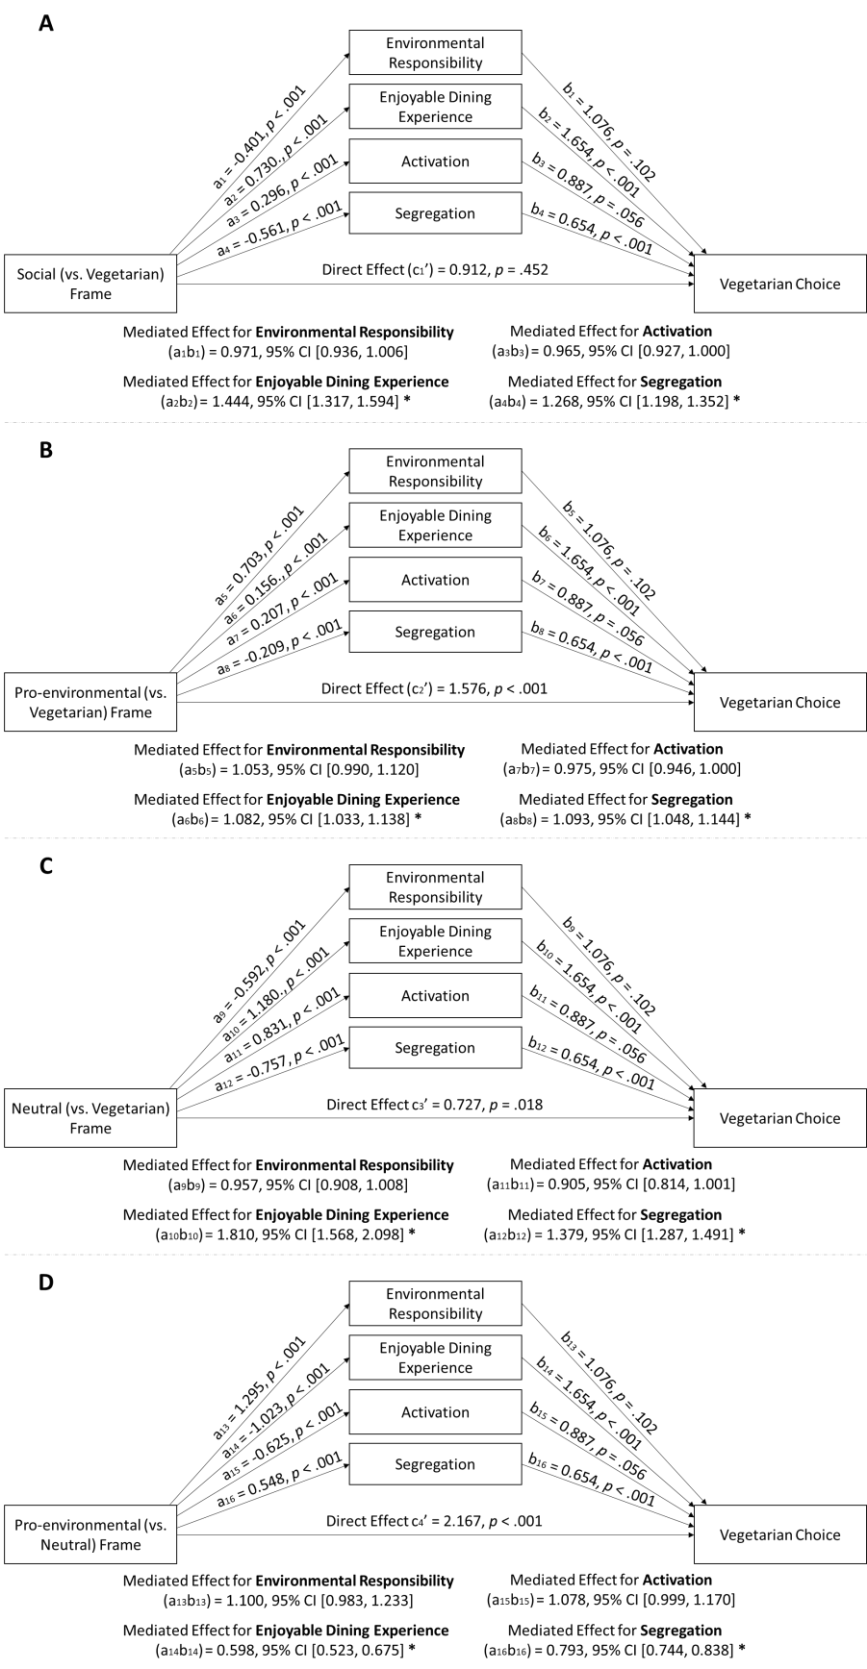 A
Environmental
Responsibility
Enjoyable Dining
Experience
Activation
Segregation
a1 = -0.401, p < .001
a2 = 0.730., p < .001
a3 = 0.296, p < .001
a4 = -0.561, p < .001
b1 = 1.076, p = .102
b2 = 1.654, p < .001
b3 = 0.887, p = .056
b4 = 0.654, p < .001
Social (vs. Vegetarian)
Frame
Direct Effect (c1’) = 0.912, p = .452
Vegetarian Choice
Mediated Effect for Environmental Responsibility
(a1b1) = 0.971, 95% CI [0.936, 1.006]
Mediated Effect for Activation
(a3b3) = 0.965, 95% CI [0.927, 1.000]
Mediated Effect for Enjoyable Dining Experience
(a2b2) = 1.444, 95% CI [1.317, 1.594] *
Mediated Effect for Segregation
(a4b4) = 1.268, 95% CI [1.198, 1.352] *
B
Environmental
Responsibility
Enjoyable Dining
Experience
Activation
Segregation
a5 = 0.703, p < .001
a6 = 0.156., p < .001
a7 = 0.207, p < .001
a8 = -0.209, p < .001
b5 = 1.076, p = .102
b6 = 1.654, p < .001
b7 = 0.887, p = .056
b8 = 0.654, p < .001
Pro-environmental (vs.
Vegetarian) Frame
Direct Effect (c2’) = 1.576, p < .001
Vegetarian Choice
Mediated Effect for Environmental Responsibility
(a5b5) = 1.053, 95% CI [0.990, 1.120]
Mediated Effect for Activation
(a7b7) = 0.975, 95% CI [0.946, 1.000]
Mediated Effect for Enjoyable Dining Experience
(a6b6) = 1.082, 95% CI [1.033, 1.138] *
Mediated Effect for Segregation
(a8b8) = 1.093, 95% CI [1.048, 1.144] *
C
Environmental
Responsibility
Enjoyable Dining
Experience
Activation
Segregation
a9 = -0.592, p < .001
a10 = 1.180., p < .001
a11 = 0.831, p < .001
a12 = -0.757, p < .001
b9 = 1.076, p = .102
b10 = 1.654, p < .001
b11 = 0.887, p = .056
b12 = 0.654, p < .001
Neutral (vs. Vegetarian)
Frame
Direct Effect c3’ = 0.727, p = .018
Vegetarian Choice
Mediated Effect for Environmental Responsibility
(a9b9) = 0.957, 95% CI [0.908, 1.008]
Mediated Effect for Activation
(a11b11) = 0.905, 95% CI [0.814, 1.001]
Mediated Effect for Enjoyable Dining Experience
(a10b10) = 1.810, 95% CI [1.568, 2.098] *
Mediated Effect for Segregation
(a12b12) = 1.379, 95% CI [1.287, 1.491] *
D
Environmental
Responsibility
Enjoyable Dining
Experience
Activation
Segregation
a13 = 1.295, p < .001
a14 = -1.023, p < .001
a15 = -0.625, p < .001
a16 = 0.548, p < .001
b13 = 1.076, p = .102
b14 = 1.654, p < .001
b15 = 0.887, p = .056
b16 = 0.654, p < .001
Pro-environmental (vs.
Neutral) Frame
Direct Effect c4’ = 2.167, p < .001
Vegetarian Choice
Mediated Effect for Environmental Responsibility
(a13b13) = 1.100, 95% CI [0.983, 1.233]
Mediated Effect for Activation
(a15b15) = 1.078, 95% CI [0.999, 1.170]
Mediated Effect for Enjoyable Dining Experience
(a14b14) = 0.598, 95% CI [0.523, 0.675] *
Mediated Effect for Segregation
(a16b16) = 0.793, 95% CI [0.744, 0.838] *